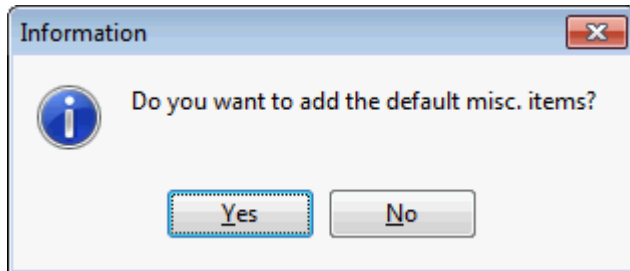 Information
Do you want to add the default misc. items?
Yes No